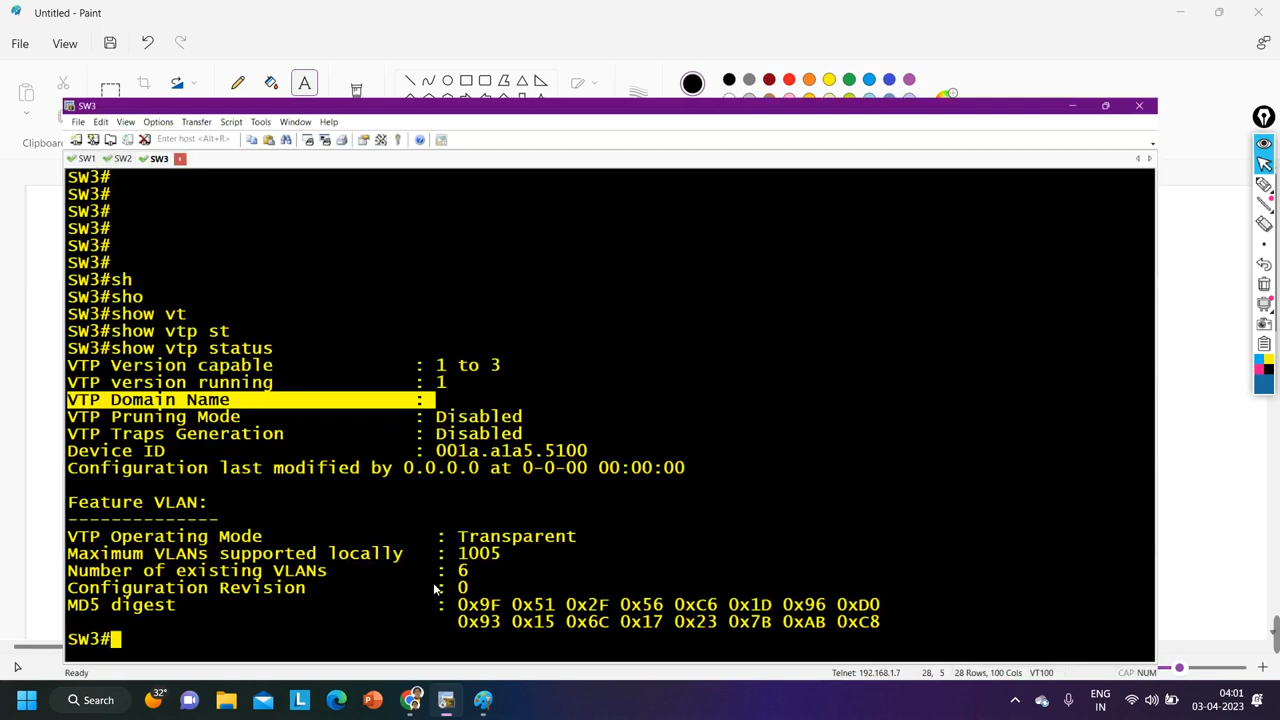 Untitled - Paint
File View
Clipboard
SW3
File Edit View Options Transfer Script Tools Window Help
Enter host <Alt+R>
SW1 SW2 SW3
SW3#
SW3#
SW3#
SW3#
SW3#
SW3#
SW3#sh
SW3#sho
SW3#show vt
SW3#show vtp st
SW3#show vtp status
VTP Version capable : 1 to 3
VTP version running : 1
VTP Domain Name :
VTP Pruning Mode : Disabled
VTP Traps Generation : Disabled
Device ID : 001a.a1a5.5100
Configuration last modified by 0.0.0.0 at 0-0-00 00:00:00
Feature VLAN:
--------------
VTP Operating Mode : Transparent
Maximum VLANs supported locally : 1005
Number of existing VLANs : 6
Configuration Revision : 0
MD5 digest : 0x9F 0x51 0x2F 0x56 0xC6 0x1D 0x96 0xD0
0x93 0x15 0x6C 0x17 0x23 0x7B 0xAB 0xC8
SW3#
Ready Telnet: 192.168.1.7 28, 5 28 Rows, 100 Cols VT100 CAP NUM
Search 32° L ENG 04:01
IN 03-04-2023